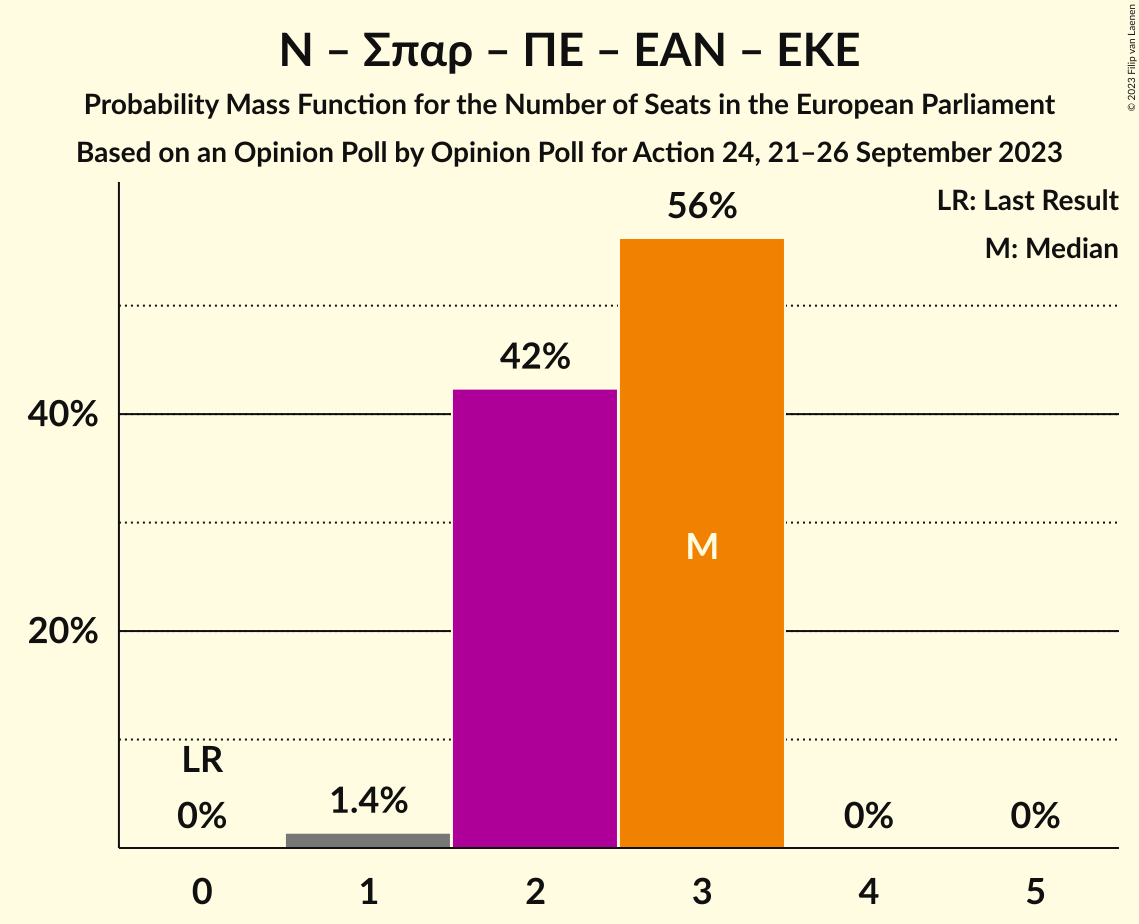 Ν – Σπαρ – ΠΕ – ΕΑΝ – ΕΚΕ
Probability Mass Function for the Number of Seats in the European Parliament
Based on an Opinion Poll by Opinion Poll for Action 24, 21–26 September 2023
© 2023 Filip van Laenen
LR: Last Result
M: Median
56%
42%
40%
M
20%
LR
0%
1.4%
0%
0%
0
1
2
3
4
5